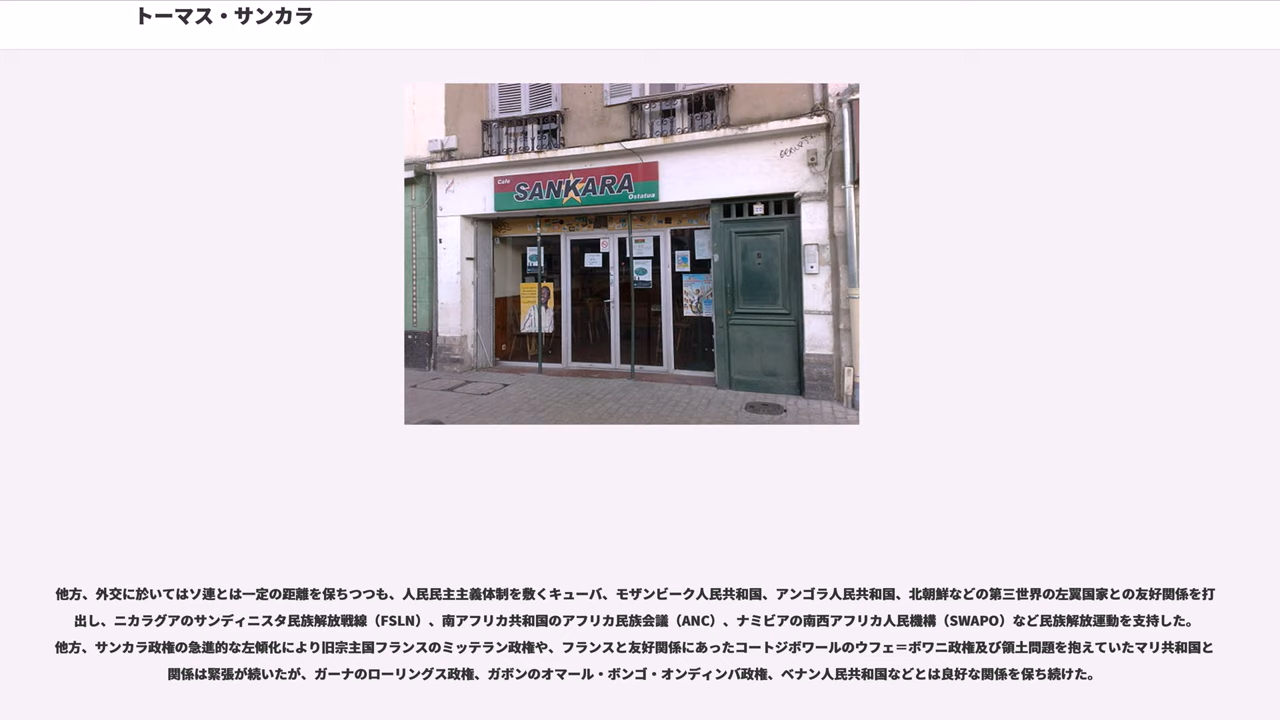 トーマス・サンカラ
Cafe
SANKARA
Ostatua
他方、外交に於いてはソ連とは一定の距離を保ちつつも、人民民主主義体制を敷くキューバ、モザンビーク人民共和国、アンゴラ人民共和国、北朝鮮などの第三世界の左翼国家との友好関係を打
出し、ニカラグアのサンディニスタ民族解放戦線（FSLN）、南アフリカ共和国のアフリカ民族会議（ANC）、ナミビアの南西アフリカ人民機構（SWAPO）など民族解放運動を支持した。
他方、サンカラ政権の急進的な左傾化により旧宗主国フランスのミッテラン政権や、フランスと友好関係にあったコートジボワールのウフェ＝ボワニ政権及び領土問題を抱えていたマリ共和国と
関係は緊張が続いたが、ガーナのローリングス政権、ガボンのオマール・ボンゴ・オンディンバ政権、ベナン人民共和国などとは良好な関係を保ち続けた。